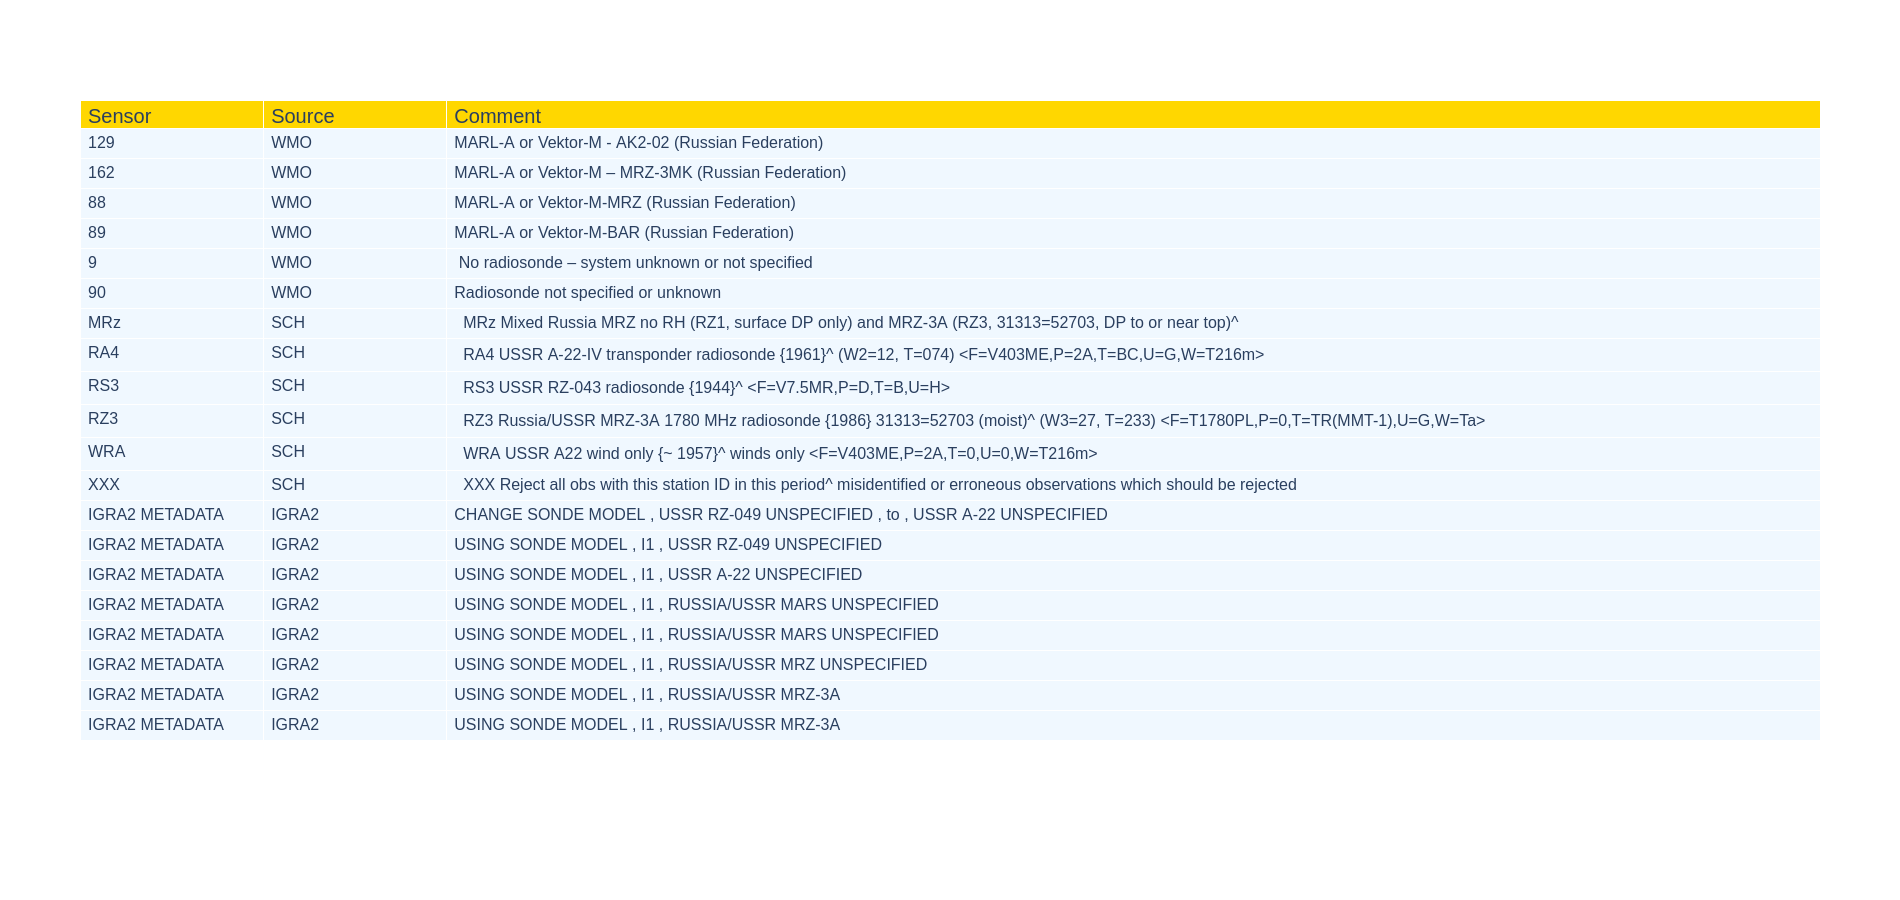 Sensor Source Comment
129 WMO MARL-A or Vektor-M - AK2-02 (Russian Federation)
162 WMO MARL-A or Vektor-M – MRZ-3MK (Russian Federation)
88 WMO MARL-A or Vektor-M-MRZ (Russian Federation)
89 WMO MARL-A or Vektor-M-BAR (Russian Federation)
9 WMO No radiosonde – system unknown or not specified
90 WMO Radiosonde not specified or unknown
MRz SCH MRz Mixed Russia MRZ no RH (RZ1, surface DP only) and MRZ-3A (RZ3, 31313=52703, DP to or near top)^
RA4 SCH RA4 USSR A-22-IV transponder radiosonde {1961}^ (W2=12, T=074) <F=V403ME,P=2A,T=BC,U=G,W=T216m>
RS3 SCH RS3 USSR RZ-043 radiosonde {1944}^ <F=V7.5MR,P=D,T=B,U=H>
RZ3 SCH RZ3 Russia/USSR MRZ-3A 1780 MHz radiosonde {1986} 31313=52703 (moist)^ (W3=27, T=233) <F=T1780PL,P=0,T=TR(MMT-1),U=G,W=Ta>
WRA SCH WRA USSR A22 wind only {~ 1957}^ winds only <F=V403ME,P=2A,T=0,U=0,W=T216m>
XXX SCH XXX Reject all obs with this station ID in this period^ misidentified or erroneous observations which should be rejected
IGRA2 METADATA IGRA2 CHANGE SONDE MODEL , USSR RZ-049 UNSPECIFIED , to , USSR A-22 UNSPECIFIED
IGRA2 METADATA IGRA2 USING SONDE MODEL , I1 , USSR RZ-049 UNSPECIFIED
IGRA2 METADATA IGRA2 USING SONDE MODEL , I1 , USSR A-22 UNSPECIFIED
IGRA2 METADATA IGRA2 USING SONDE MODEL , I1 , RUSSIA/USSR MARS UNSPECIFIED
IGRA2 METADATA IGRA2 USING SONDE MODEL , I1 , RUSSIA/USSR MARS UNSPECIFIED
IGRA2 METADATA IGRA2 USING SONDE MODEL , I1 , RUSSIA/USSR MRZ UNSPECIFIED
IGRA2 METADATA IGRA2 USING SONDE MODEL , I1 , RUSSIA/USSR MRZ-3A
IGRA2 METADATA IGRA2 USING SONDE MODEL , I1 , RUSSIA/USSR MRZ-3A